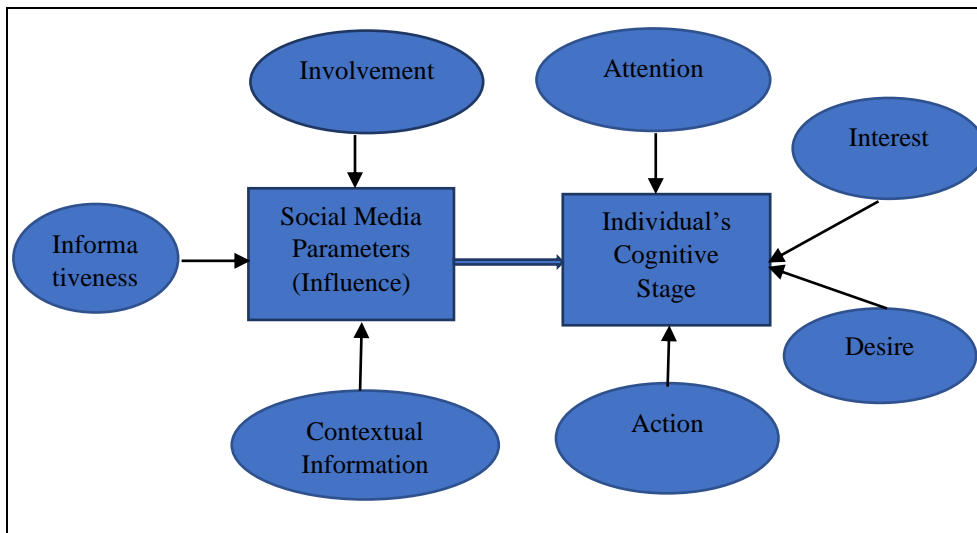 Involvement
Attention
Interest
Informa
tiveness
Social Media
Parameters
(Influence)
Individual’s
Cognitive
Stage
Desire
Contextual
Information
Action